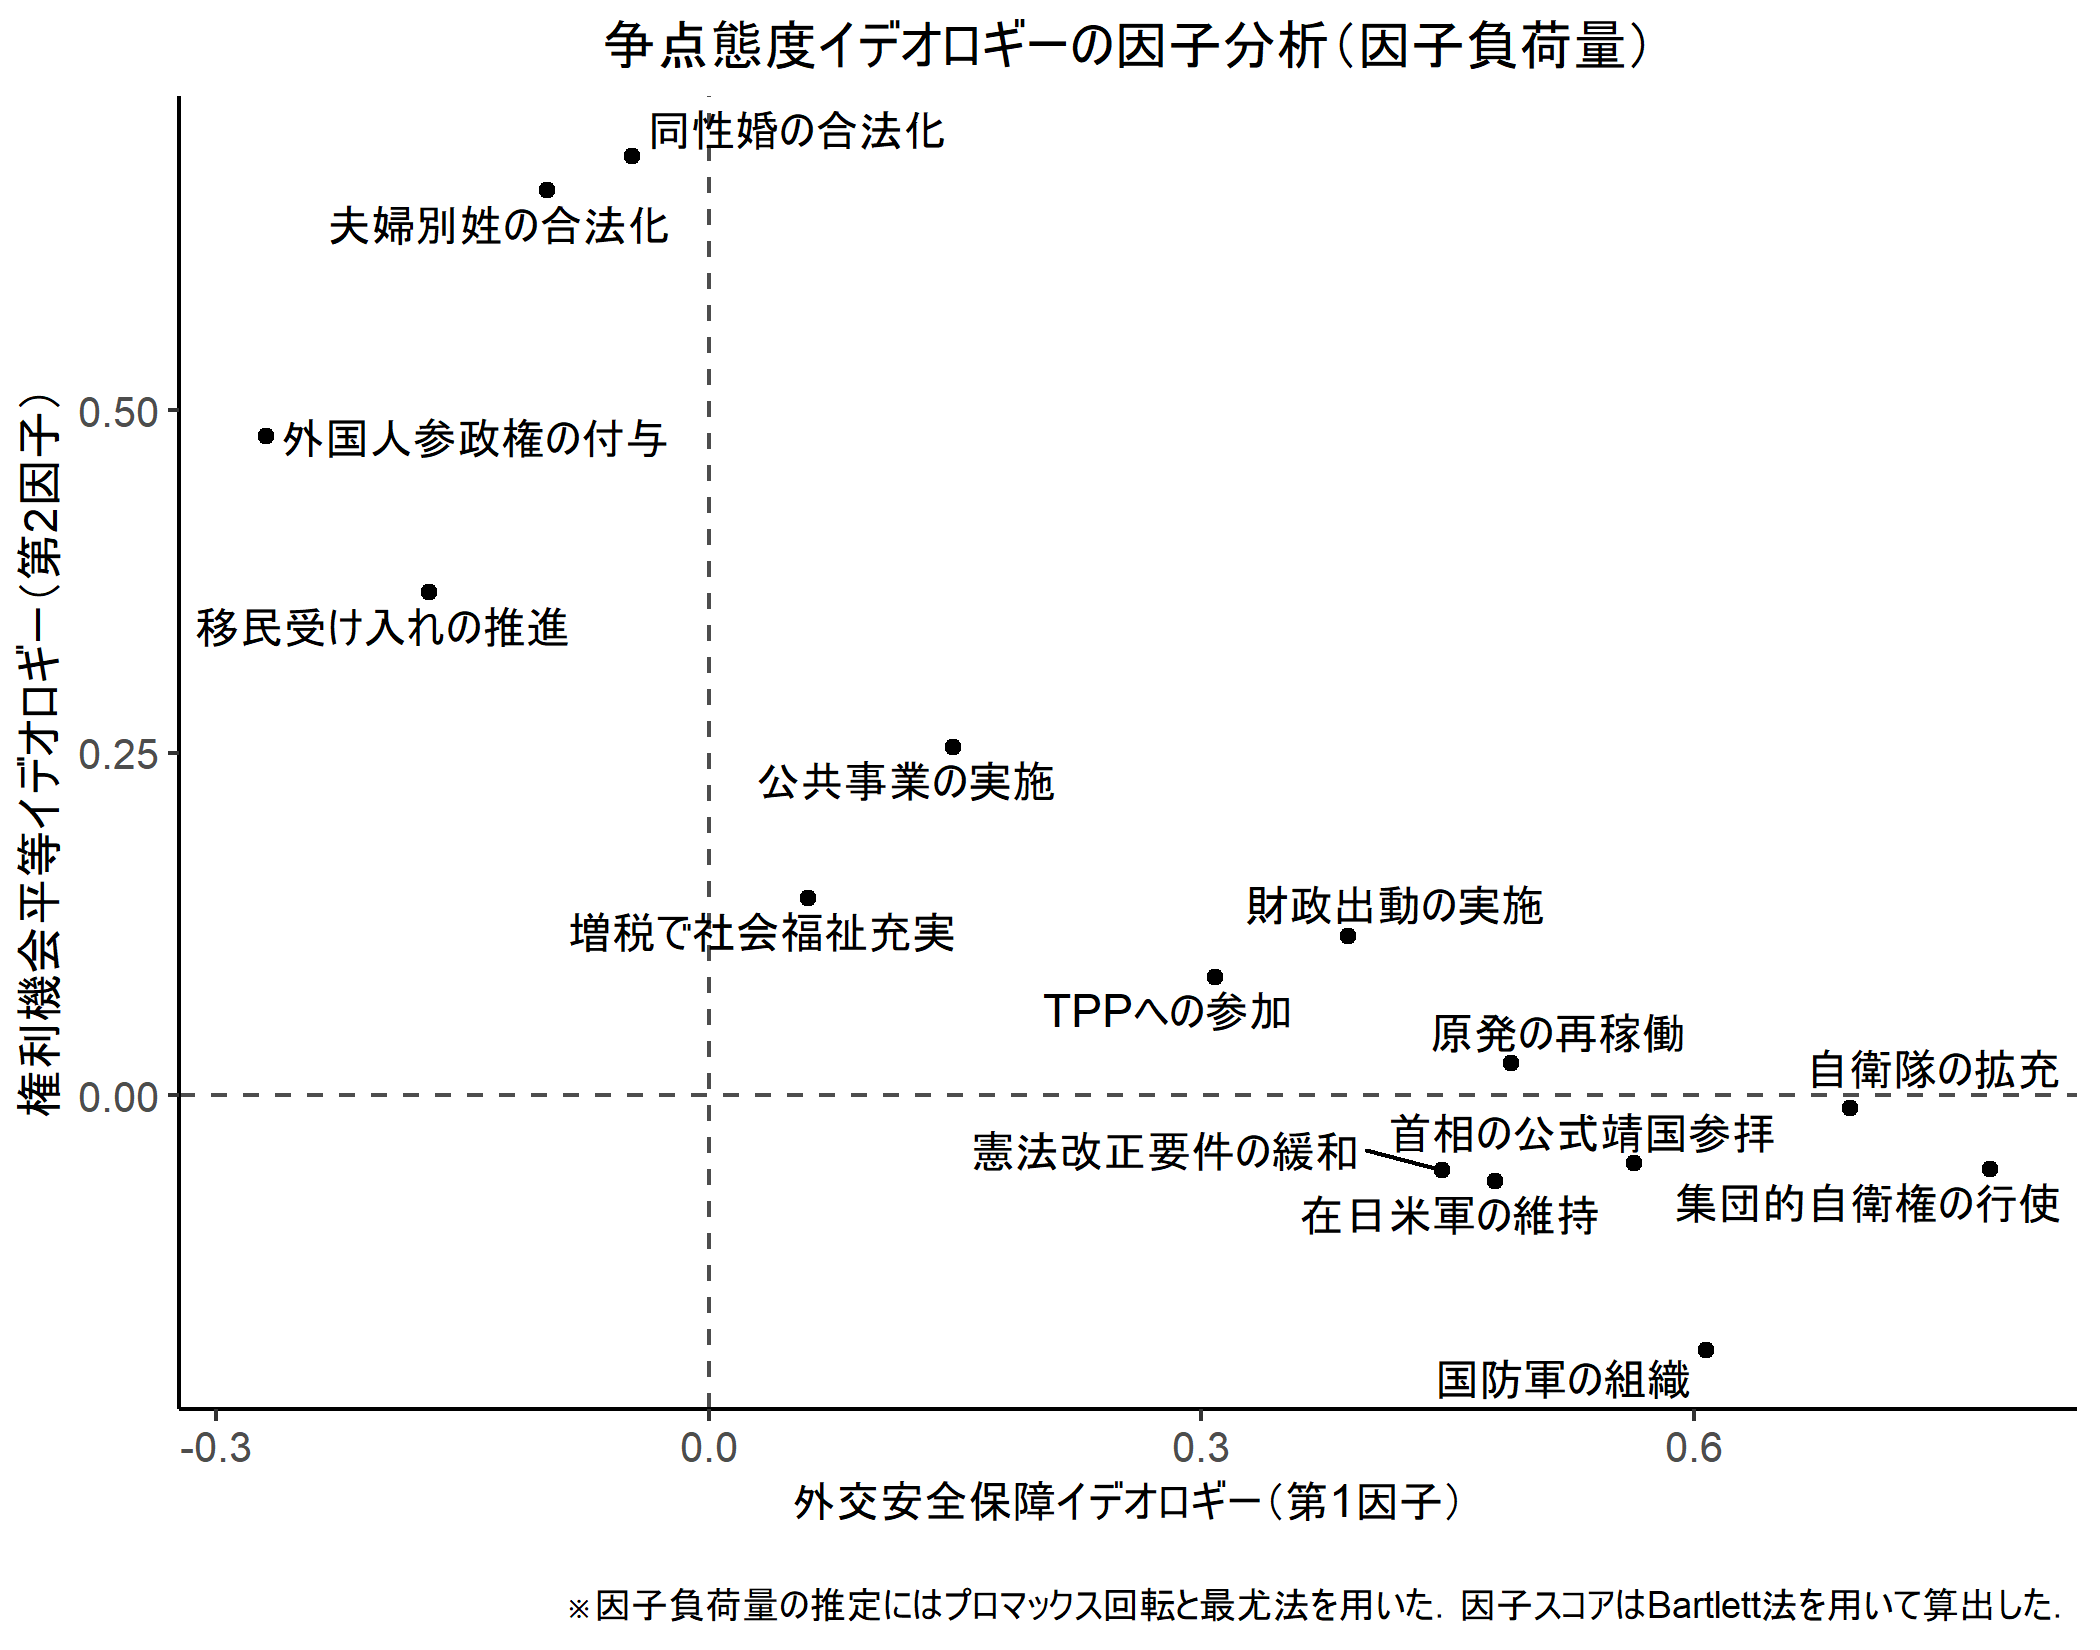 争点態度イデオロギーの因子分析（因子負荷量）
同性婚の合法化
夫婦別姓の合法化
権利機会平等イデオロギー（第2因子）
0.50
外国人参政権の付与
移民受け入れの推進
0.25
公共事業の実施
増税で社会福祉充実
財政出動の実施
TPPへの参加
原発の再稼働
自衛隊の拡充
0.00
首相の公式靖国参拝
憲法改正要件の緩和
集団的自衛権の行使
在日米軍の維持
国防軍の組織
-0.3
0.0
0.3
0.6
外交安全保障イデオロギー（第1因子）
※因子負荷量の推定にはプロマックス回転と最尤法を用いた．因子スコアはBartlett法を用いて算出した．